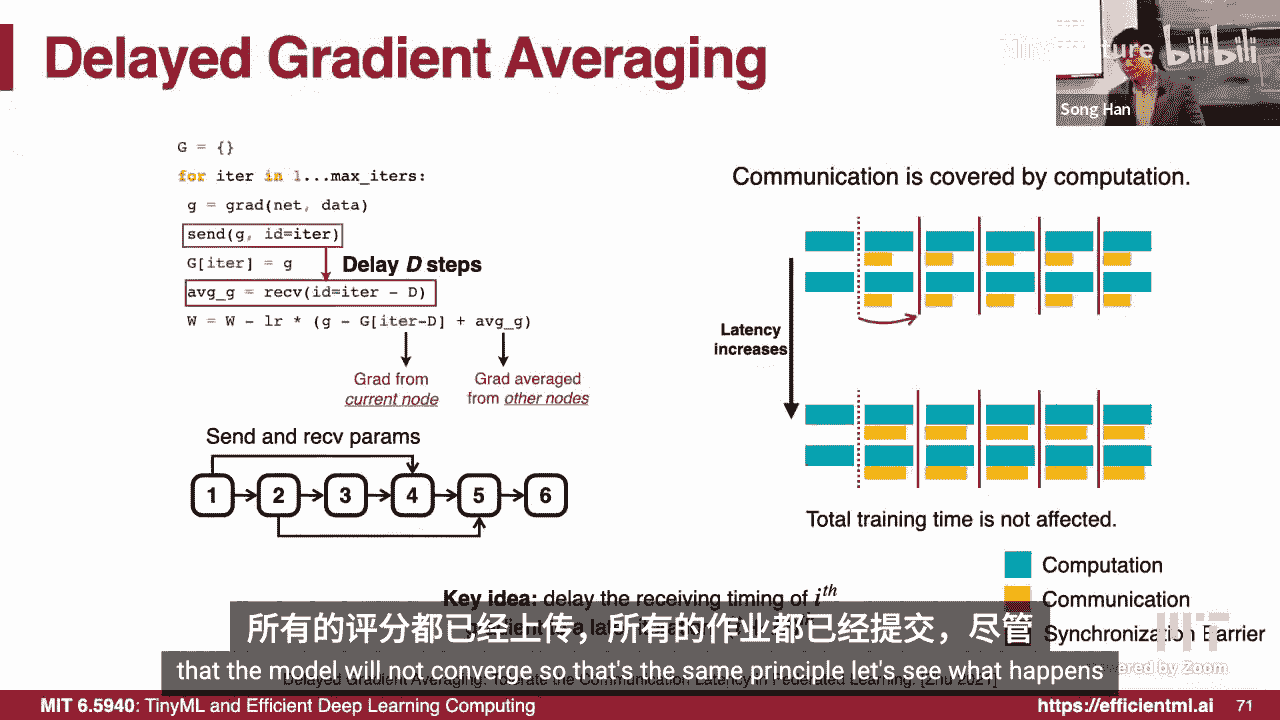 Delayed Gradient Averaging
bilibili
Song Han
G = {}
for iter in 1...max_iters:
g = grad(net, data)
send(g, id=iter)
G[iter] = g
Delay D steps
avg_g = recv(id=iter - D)
W = W - lr * (g - G[iter-D] + avg_g)
Grad from
current node
Grad averaged
from other nodes
Send and recv params
1 2 3 4 5 6
Communication is covered by computation.
Latency
increases
Total training time is not affected.
Computation
Communication
Synchronization Barrier
Key idea: delay the receiving timing of iᵗʰ
所有的评分都已经上传，所有的作业都已经提交，尽管
that the model will not converge so that's the same principle let's see what happens
Powered by Zoom
MIT 6.5940: TinyML and Efficient Deep Learning Computing
https://efficientml.ai
71